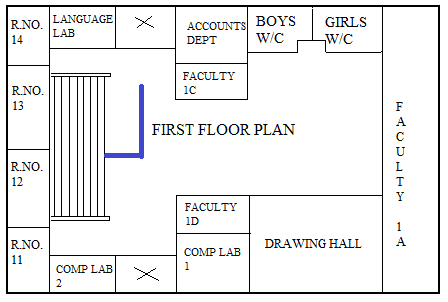 R.NO.
14
LANGUAGE
LAB
ACCOUNTS
DEPT
BOYS
W/C
GIRLS
W/C
R.NO.
13
FACULTY
1C
FIRST FLOOR PLAN
R.NO.
12
FACULTY
1D
R.NO.
11
COMP LAB
2
COMP LAB
1
DRAWING HALL
F
A
C
U
L
T
Y
1
A